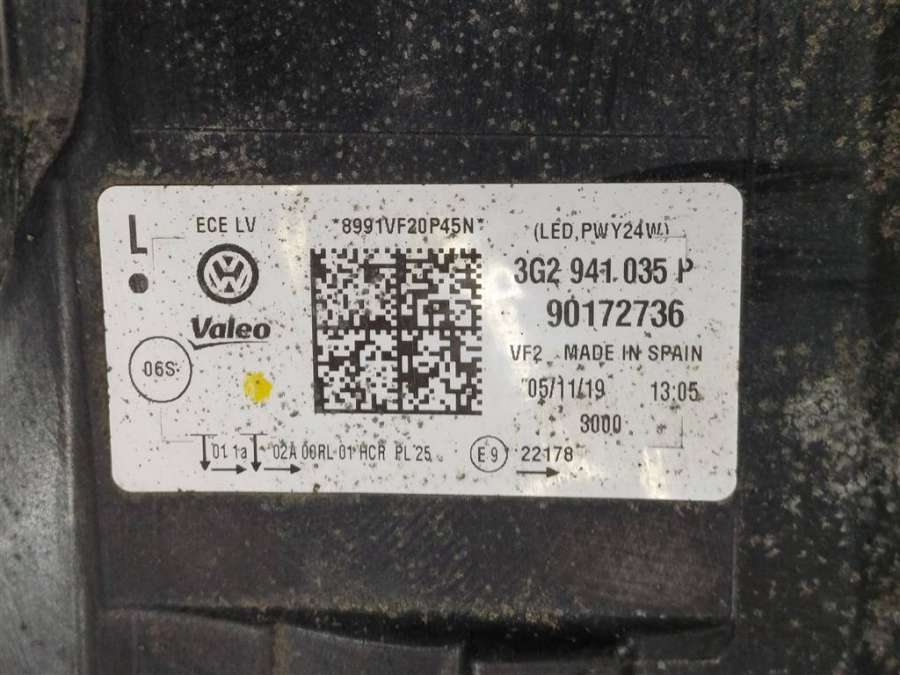 L ECE LV *8991VF20P45N* (LED,PWY24W)
3G2 941.035 P
Valeo 90172736
VF2 MADE IN SPAIN
06S 05/11/19 13:05
3000
01 1a 02A 06RL-01 HCR PL 25 E9 22178